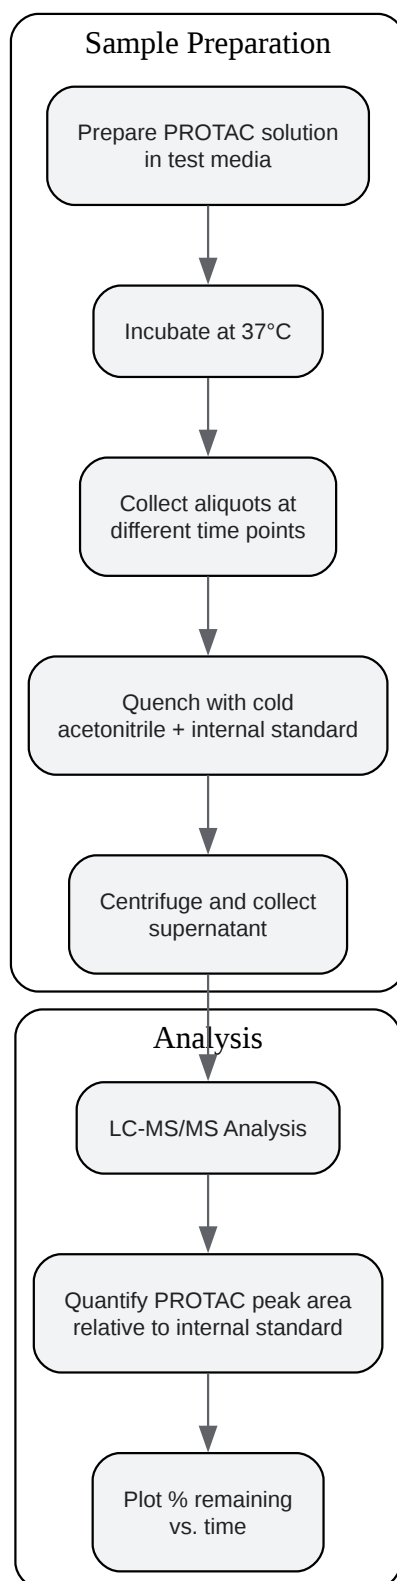 Sample Preparation
Prepare PROTAC solution
in test media
Incubate at 37°C
Collect aliquots at
different time points
Quench with cold
acetonitrile + internal standard
Centrifuge and collect
supernatant
Analysis
LC-MS/MS Analysis
Quantify PROTAC peak area
relative to internal standard
Plot % remaining
vs. time